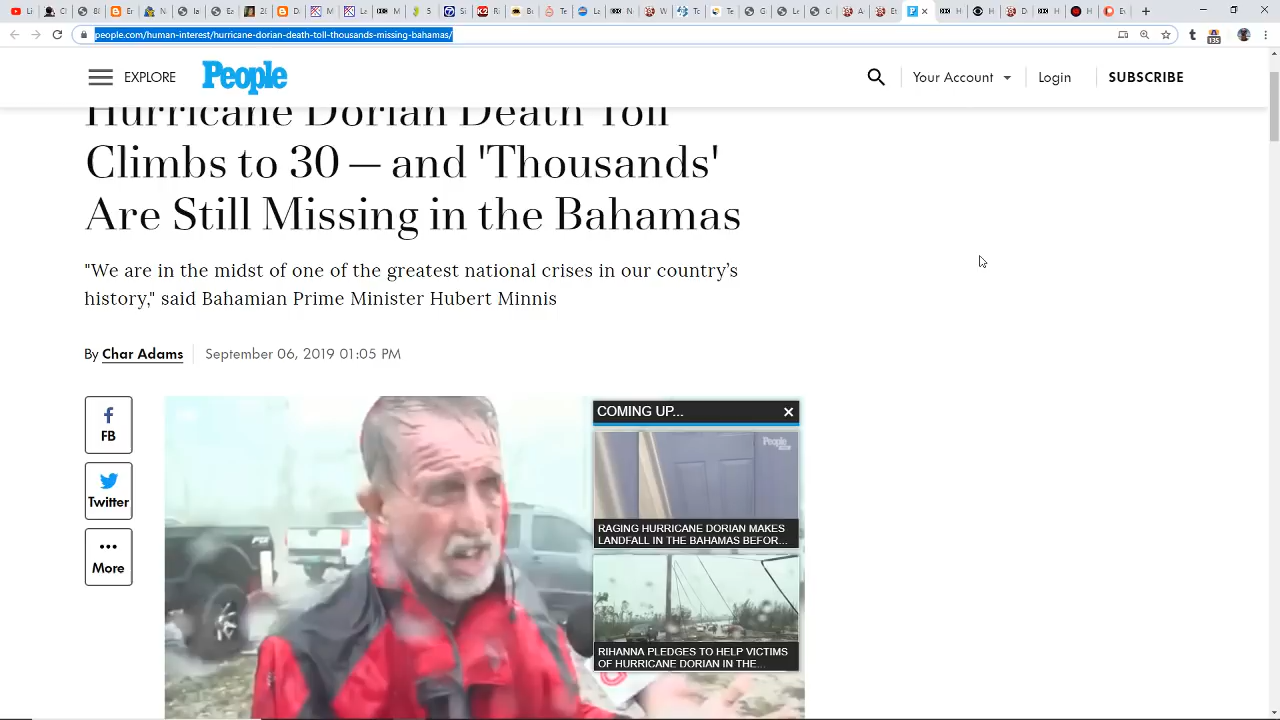 people.com/human-interest/hurricane-dorian-death-toll-thousands-missing-bahamas/
135
EXPLORE
People
Your Account
Login
SUBSCRIBE
Hurricane Dorian Death Toll
Climbs to 30 — and 'Thousands'
Are Still Missing in the Bahamas
"We are in the midst of one of the greatest national crises in our country's
history," said Bahamian Prime Minister Hubert Minnis
By Char Adams
September 06, 2019 01:05 PM
FB
Twitter
More
COMING UP...
People
RAGING HURRICANE DORIAN MAKES
LANDFALL IN THE BAHAMAS BEFOR...
RIHANNA PLEDGES TO HELP VICTIMS
OF HURRICANE DORIAN IN THE...